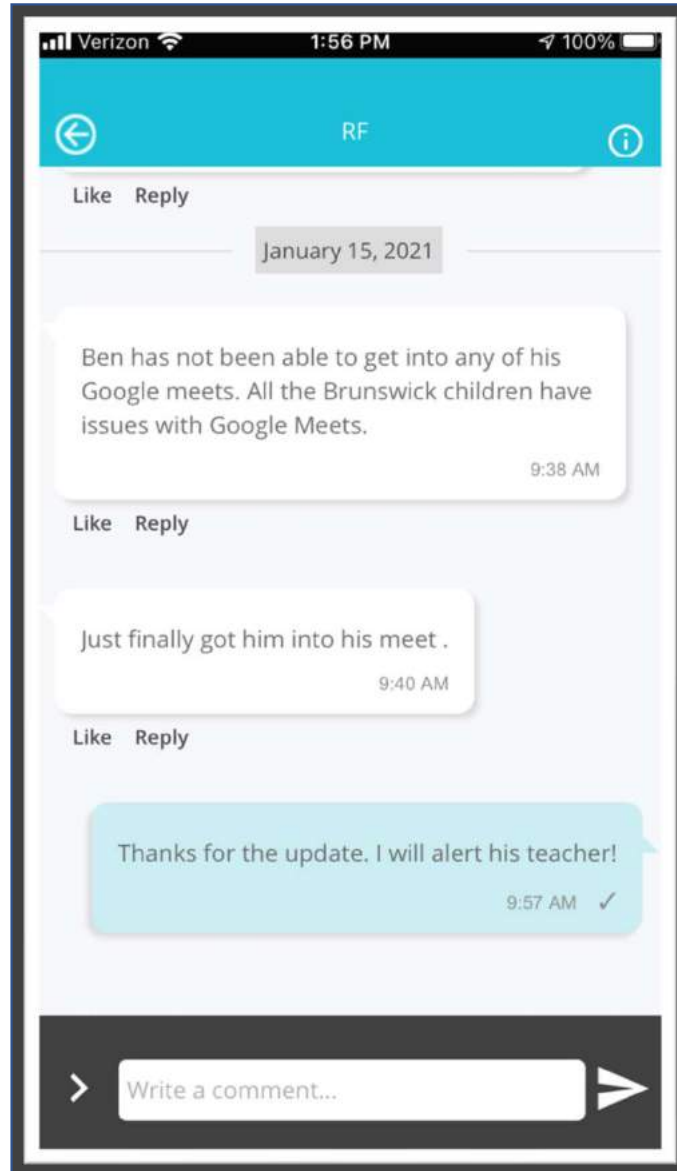 Verizon 1:56 PM 100%
RF
Like Reply
January 15, 2021
Ben has not been able to get into any of his
Google meets. All the Brunswick children have
issues with Google Meets.
9:38 AM
Like Reply
Just finally got him into his meet .
9:40 AM
Like Reply
Thanks for the update. I will alert his teacher!
9:57 AM ✓
Write a comment...